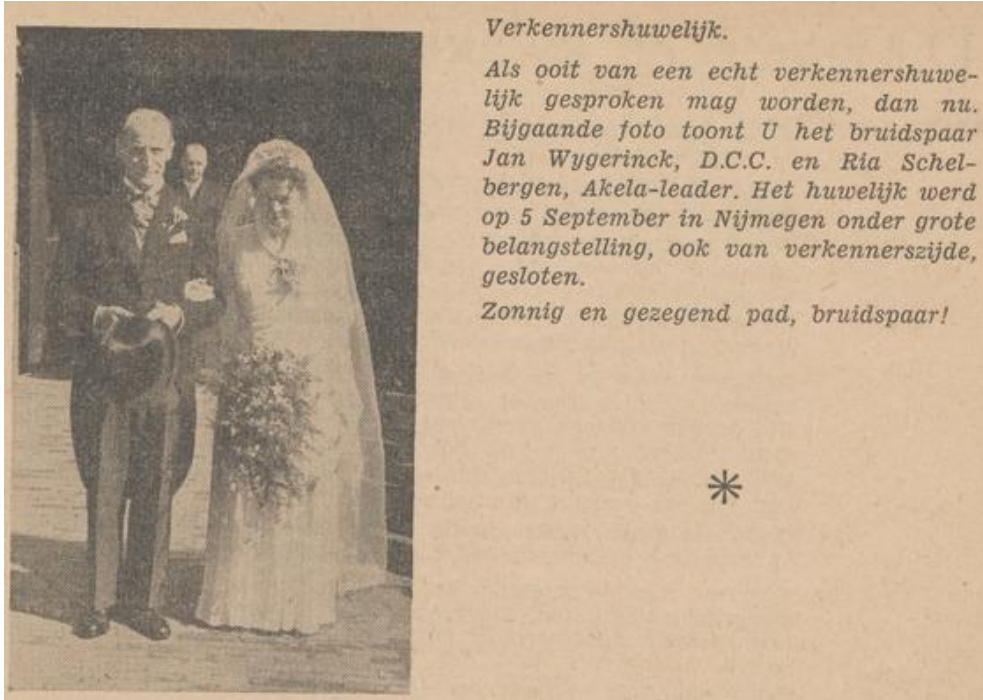 Verkennershuwelijk.
Als ooit van een echt verkennershuwe-
lijk gesproken mag worden, dan nu.
Bijgaande foto toont U het bruidspaar
Jan Wygerinck, D.C.C. en Ria Schel-
bergen, Akela-leader. Het huwelijk werd
op 5 September in Nijmegen onder grote
belangstelling, ook van verkennerszijde,
gesloten.
Zonnig en gezegend pad, bruidspaar!